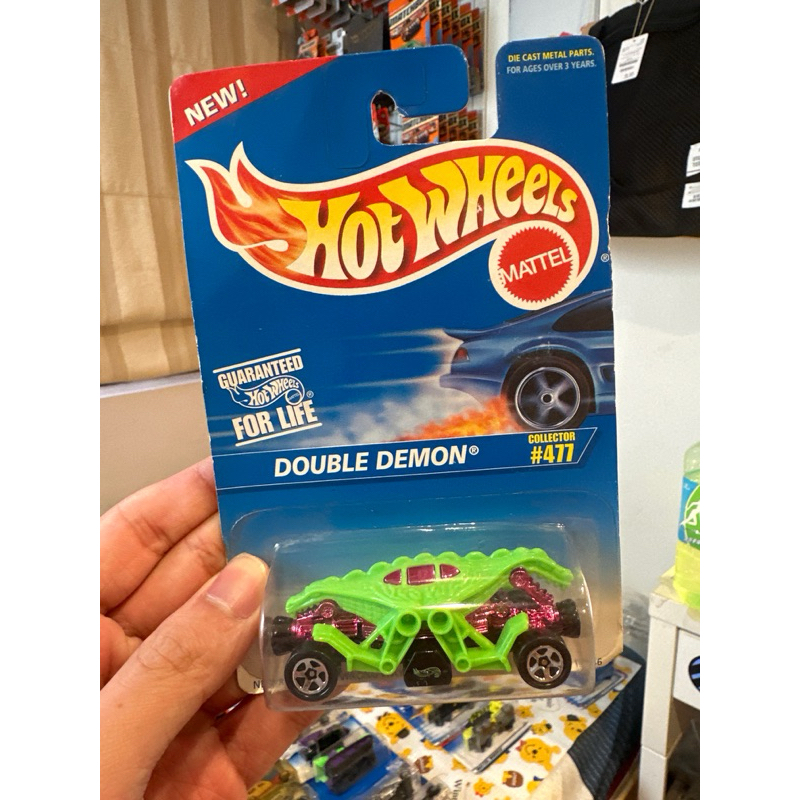 NEW!
DIE CAST METAL PARTS.
FOR AGES OVER 3 YEARS.
HOT WHEELS
MATTEL
®
GUARANTEED
HOT WHEELS ®
FOR LIFE
COLLECTOR
DOUBLE DEMON® #477